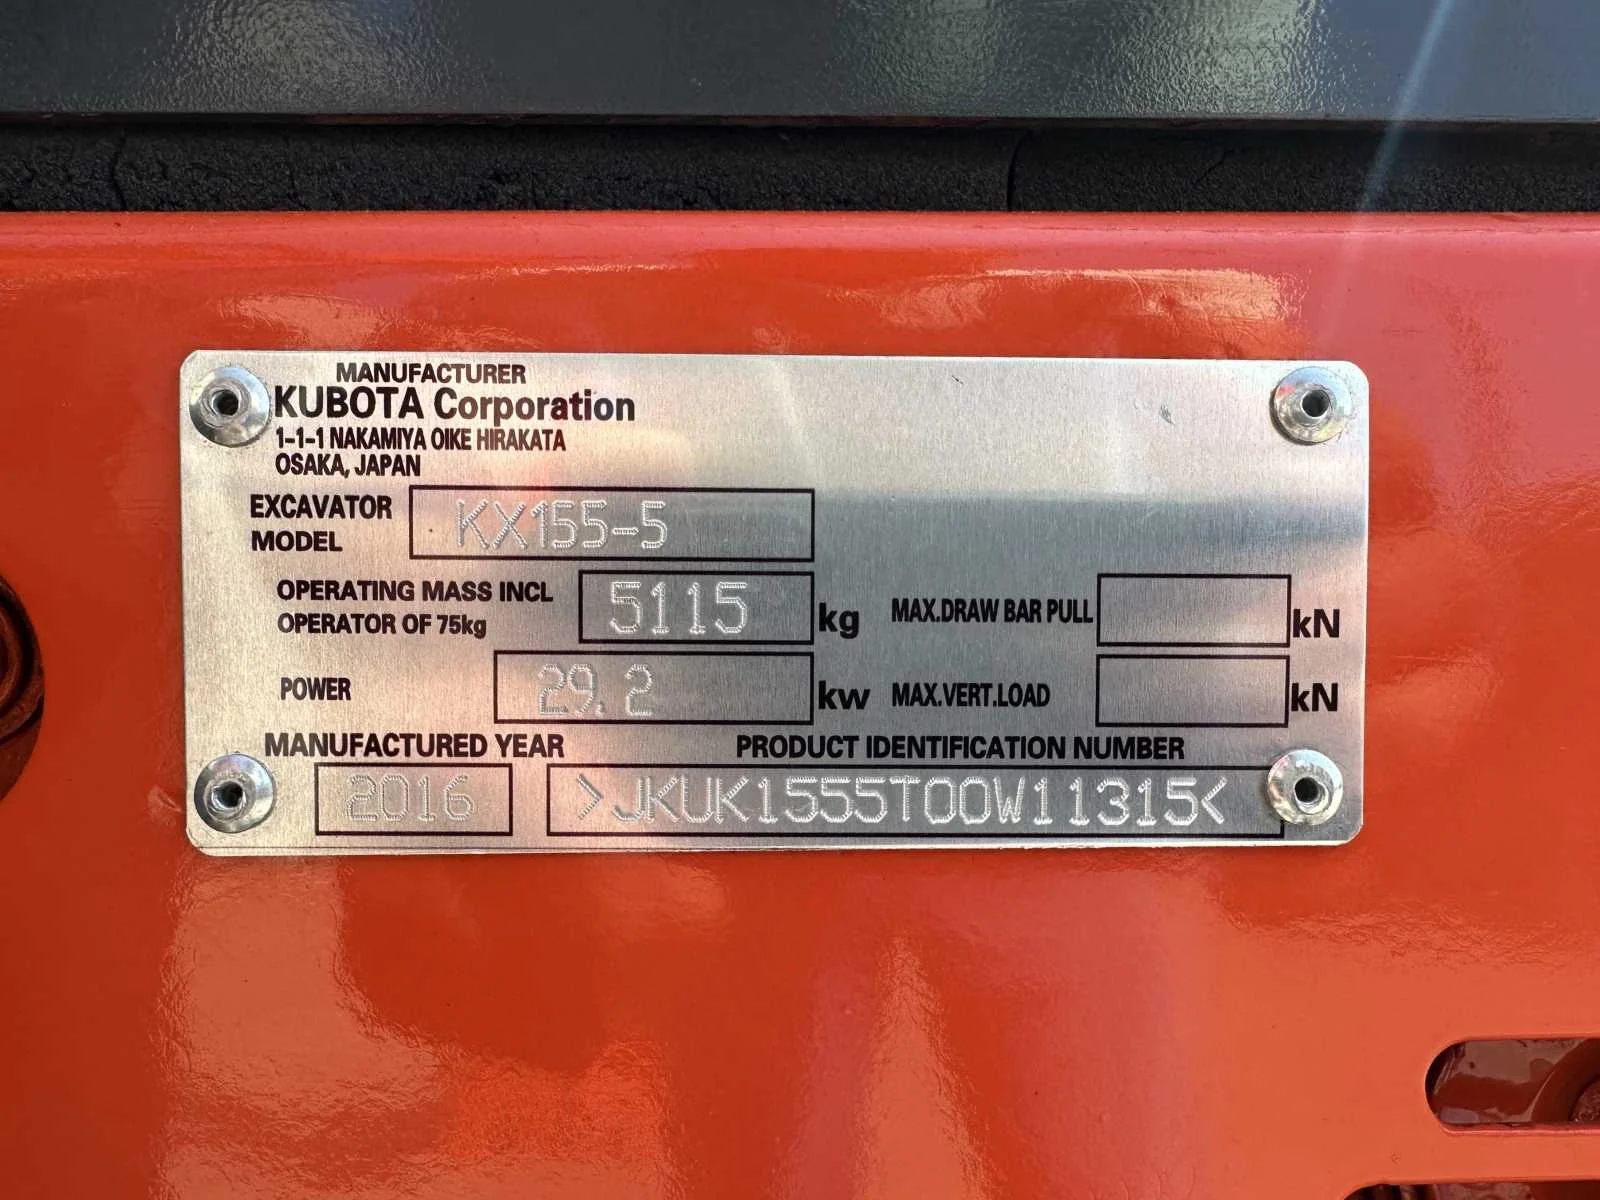 MANUFACTURER
KUBOTA Corporation
1-1-1 NAKAMIYA OIKE HIRAKATA
OSAKA, JAPAN
EXCAVATOR MODEL KX155-5
OPERATING MASS INCL OPERATOR OF 75kg 5115 kg
MAX.DRAW BAR PULL kN
POWER 29.2 kw
MAX.VERT.LOAD kN
MANUFACTURED YEAR
PRODUCT IDENTIFICATION NUMBER
2016
>JKUK1555T00W11315<